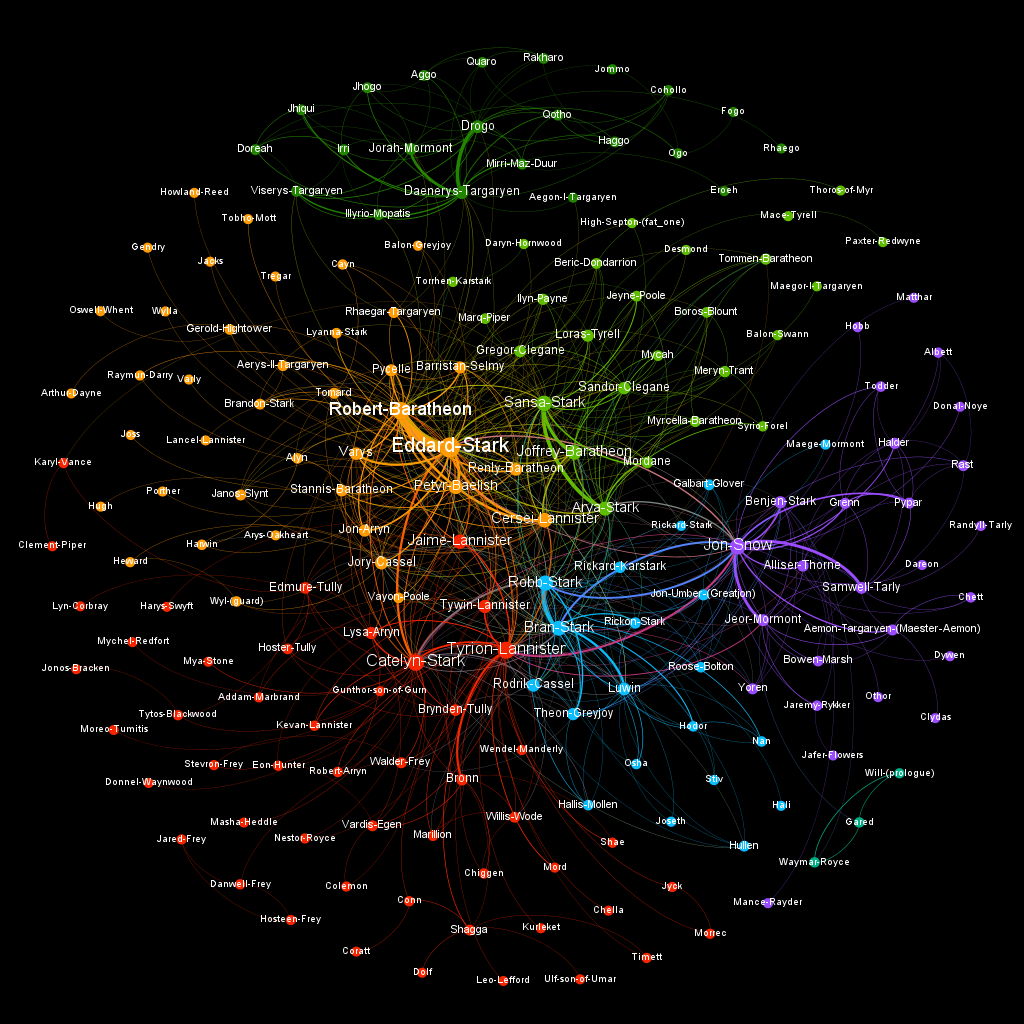 Rakharo
Quaro
Jommo
Aggo
Jhogo
Cohollo
Jhiqui
Qotho
Fogo
Drogo
Haggo
Doreah
Irri
Jorah-Mormont
Rhaego
Ogo
Mirri-Maz-Duur
Howland-Reed
Viserys-Targaryen
Daenerys-Targaryen
Eroeh
Thoros-of-Myr
Aegon-I-Targaryen
Illyrio-Mopatis
Tobho-Mott
Mace-Tyrell
High-Septon-(fat_one)
Gendry
Balon-Greyjoy
Daryn-Hornwood
Paxter-Redwyne
Desmond
Jacks
Cayn
Beric-Dondarrion
Tommen-Baratheon
Tregar
Torrhen-Karstark
Maegor-I-Targaryen
Ilyn-Payne
Jeyne-Poole
Matthar
Oswell-Whent
Wylla
Rhaegar-Targaryen
Boros-Blount
Marq-Piper
Hobb
Gerold-Hightower
Lyanna-Stark
Loras-Tyrell
Balon-Swann
Gregor-Clegane
Mycah
Albett
Aerys-II-Targaryen
Pycelle
Barristan-Selmy
Meryn-Trant
Raymun-Darry
Varly
Sandor-Clegane
Todder
Arthur-Dayne
Tomard
Brandon-Stark
Sansa-Stark
Donal-Noye
Robert-Baratheon
Myrcella-Baratheon
Syrio-Forel
Joss
Lancel-Lannister
Eddard-Stark
Maege-Mormont
Halder
Varys
Joffrey-Baratheon
Karyl-Vance
Alyn
Renly-Baratheon
Mordane
Rast
Porther
Janos-Slynt
Stannis-Baratheon
Petyr-Baelish
Galbart-Glover
Hugh
Benjen-Stark
Grenn
Pypar
Arya-Stark
Jon-Arryn
Cersei-Lannister
Rickard-Stark
Randyll-Tarly
Arys-Oakheart
Clement-Piper
Harwin
Jaime-Lannister
Jon-Snow
Heward
Jory-Cassel
Rickard-Karstark
Alliser-Thorne
Dareon
Robb-Stark
Edmure-Tully
Samwell-Tarly
Jon-Umber-(Greatjon)
Lyn-Corbray
Harys-Swyft
Wyl-(guard)
Vayon-Poole
Tywin-Lannister
Chett
Rickon-Stark
Jeor-Mormont
Bran-Stark
Aemon-Targaryen-(Maester-Aemon)
Mychel-Redfort
Lysa-Arryn
Hoster-Tully
Tyrion-Lannister
Dywen
Jonos-Bracken
Mya-Stone
Catelyn-Stark
Bowen-Marsh
Roose-Bolton
Gunthor-son-of-Gurn
Rodrik-Cassel
Luwin
Yoren
Addam-Marbrand
Othor
Jaremy-Rykker
Tytos-Blackwood
Brynden-Tully
Theon-Greyjoy
Clydas
Moreo-Tumitis
Kevan-Lannister
Hodor
Nan
Wendel-Manderly
Jafer-Flowers
Stevron-Frey
Eon-Hunter
Robert-Arryn
Walder-Frey
Osha
Will-(prologue)
Donnel-Waynwood
Bronn
Stiv
Hallis-Mollen
Hali
Masha-Heddle
Vardis-Egen
Willis-Wode
Joseth
Gared
Jared-Frey
Nestor-Royce
Marillion
Shae
Hullen
Waymar-Royce
Danwell-Frey
Colemon
Chiggen
Mord
Jyck
Conn
Mance-Rayder
Hosteen-Frey
Chella
Shagga
Kurleket
Morrec
Coratt
Timett
Dolf
Leo-Lefford
Ulf-son-of-Umar